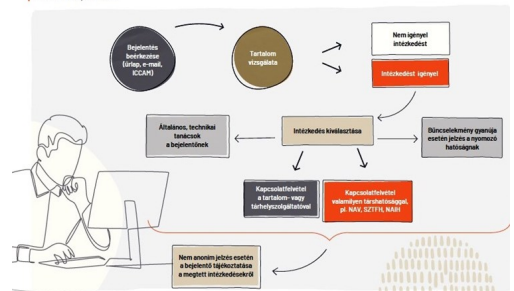 Bejelentés
beérkezése
(űrlap, e-mail,
ICCAM)
Tartalom
vizsgálata
Nem igényel
intézkedést
Intézkedést igényel
Általános, technikai
tanácsok
a bejelentőnek
Intézkedés kiválasztása
Bűncselekmény gyanúja
esetén jelzés a nyomozó
hatóságnak
Kapcsolatfelvétel
a tartalom- vagy
tárhelyszolgáltatóval
Kapcsolatfelvétel
valamilyen társhatósággal,
pl. NAV, SZTFH, NAIH
Nem anonim jelzés esetén
a bejelentő tájékoztatása
a megtett intézkedésekről